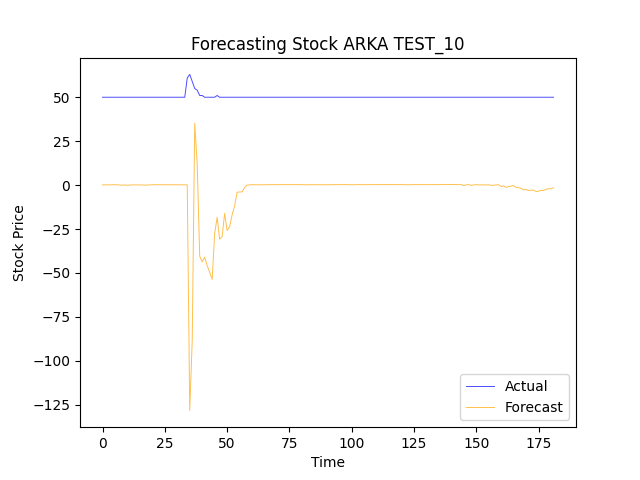 Forecasting Stock ARKA TEST_10
Stock Price
50
25
0
−25
−50
−75
−100
−125
0 25 50 75 100 125 150 175
Time
Actual
Forecast